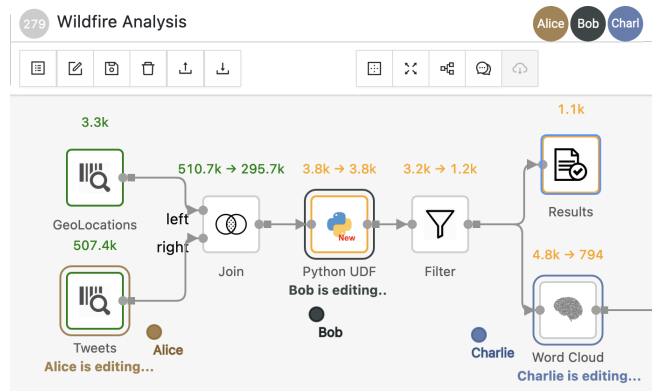 279 Wildfire Analysis
Alice Bob Charl
3.3k
1.1k
510.7k → 295.7k
3.8k → 3.8k
3.2k → 1.2k
GeoLocations
left
507.4k
right
New
Results
Join
Python UDF
Filter
4.8k → 794
Bob is editing..
Bob
Tweets
Alice
Alice is editing...
Charlie
Word Cloud
Charlie is editing...